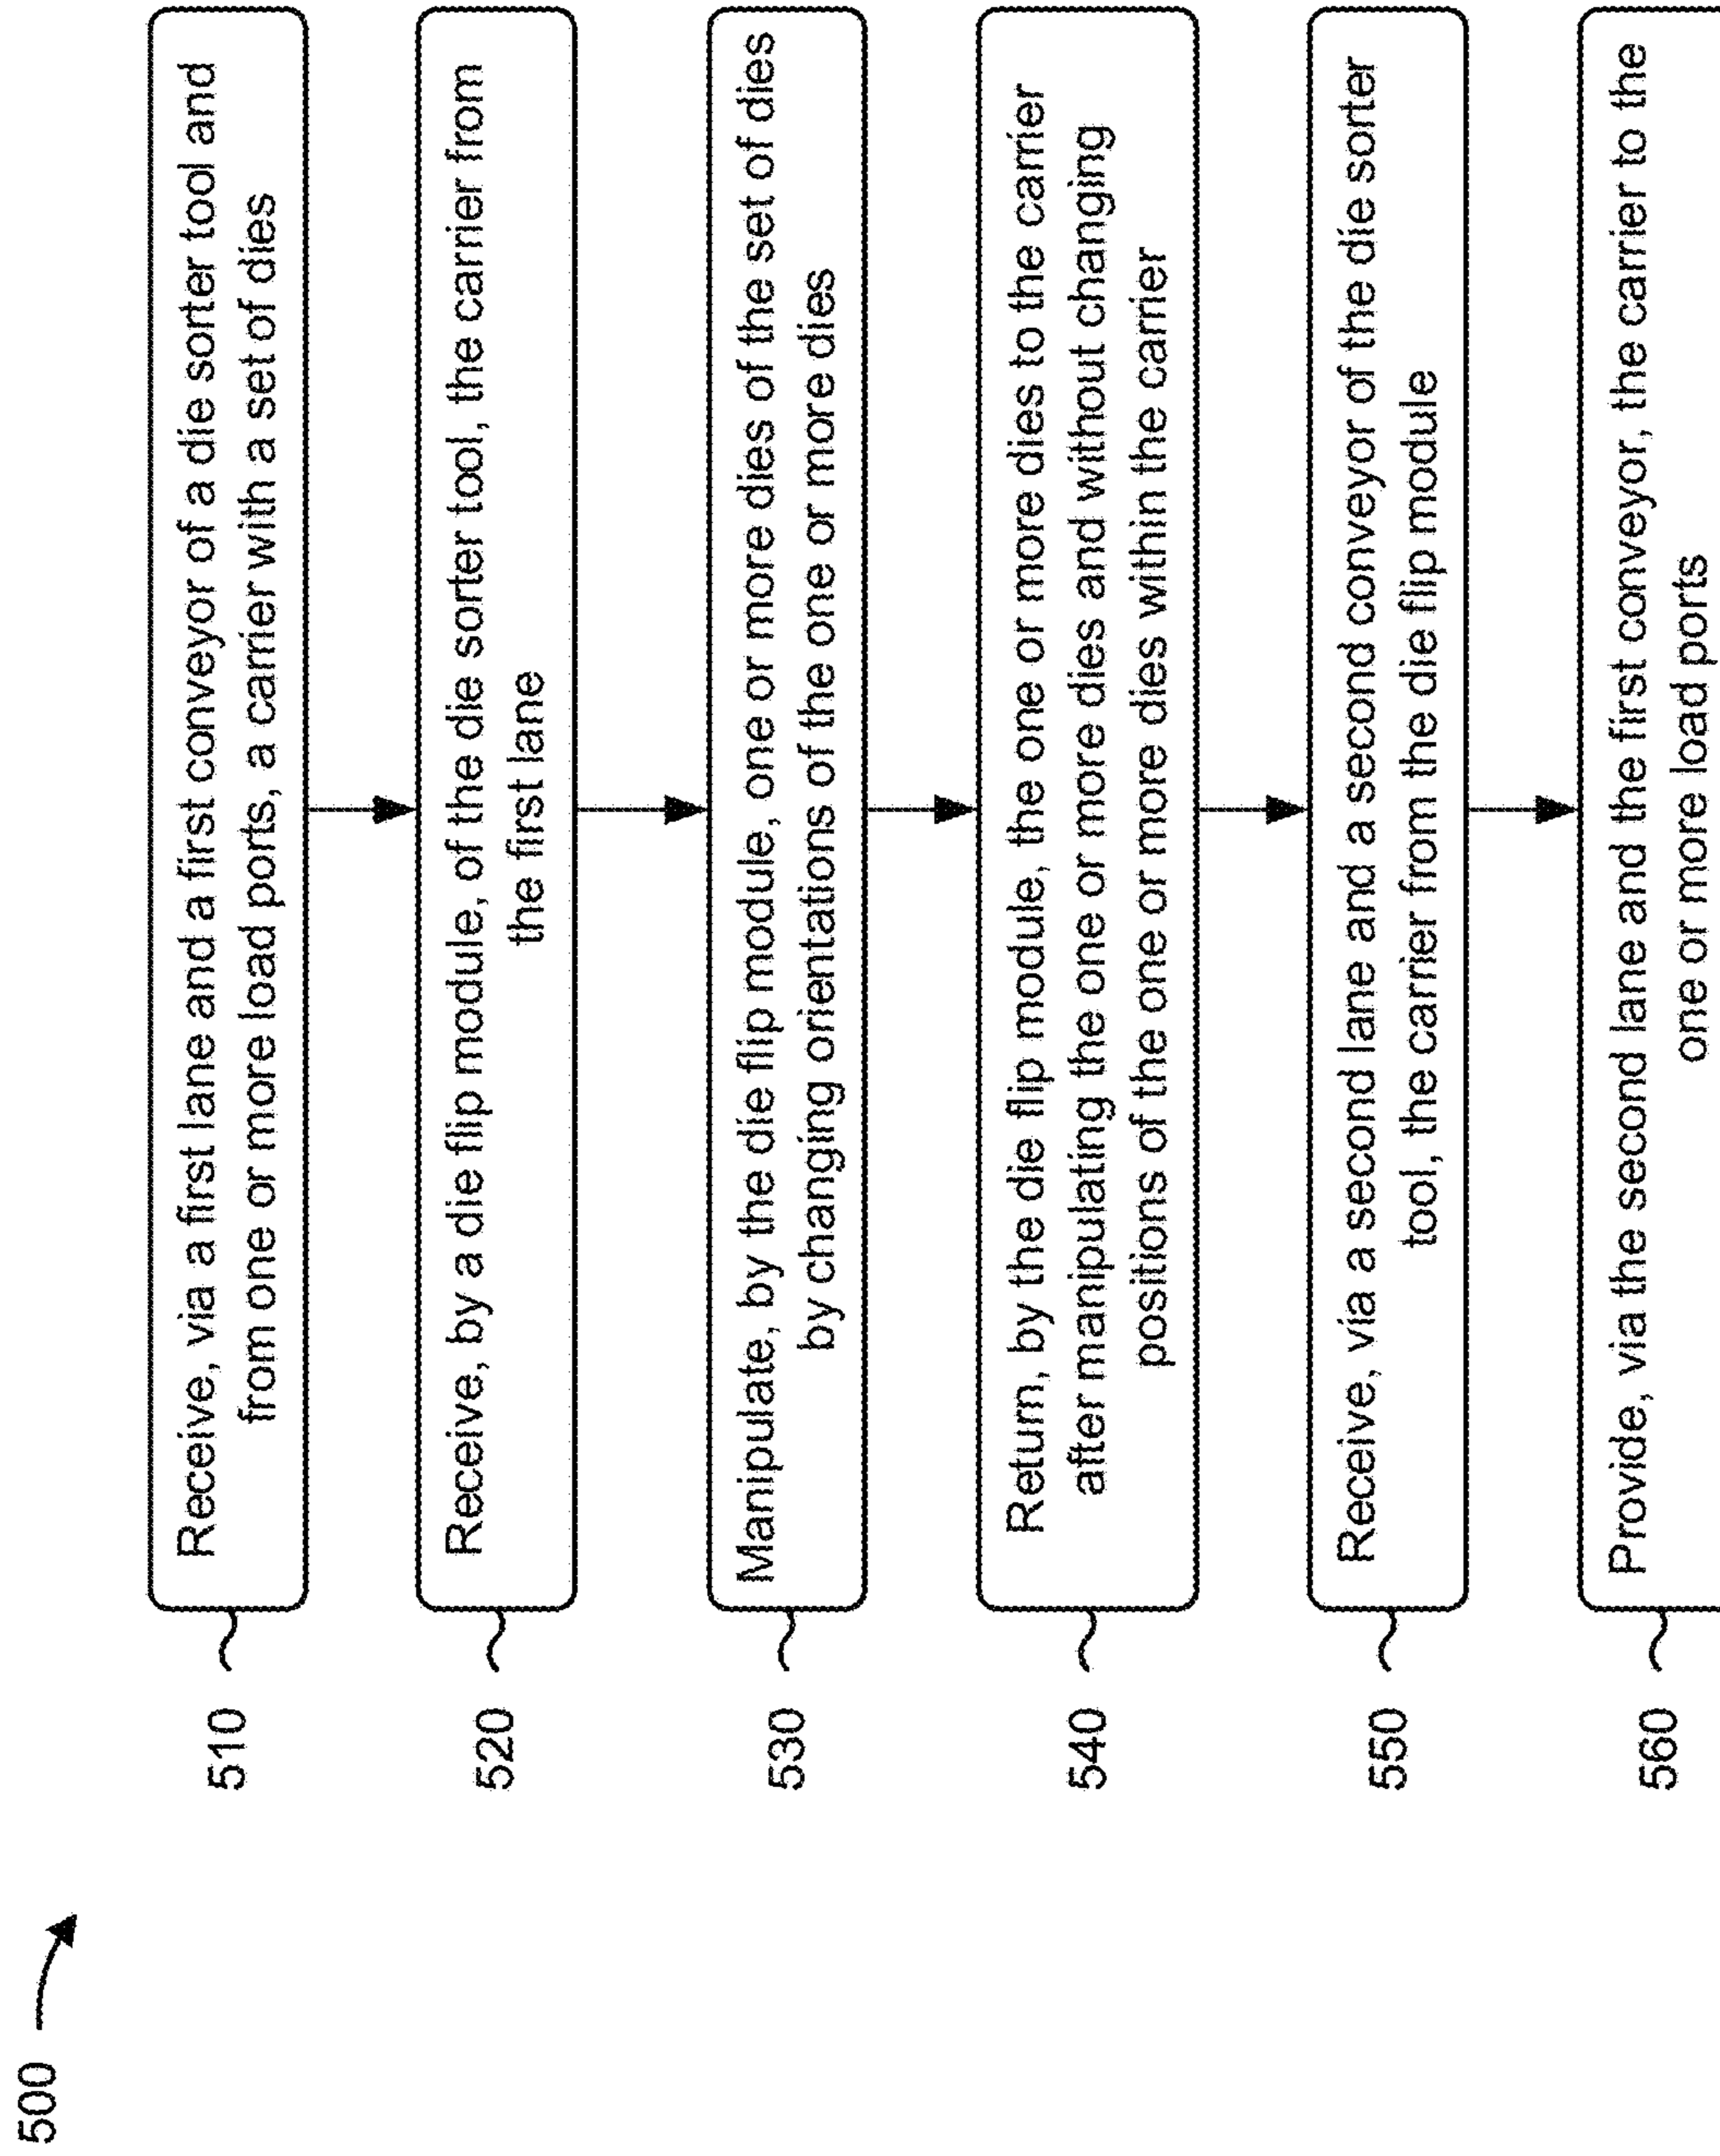 500
510
Receive, via a first lane and a first conveyor of a die sorter tool and
from one or more load ports, a carrier with a set of dies
520
Receive, by a die flip module, of the die sorter tool, the carrier from
the first lane
530
Manipulate, by the die flip module, one or more dies of the set of dies
by changing orientations of the one or more dies
540
Return, by the die flip module, the one or more dies to the carrier
after manipulating the one or more dies and without changing
positions of the one or more dies within the carrier
550
Receive, via a second lane and a second conveyor of the die sorter
tool, the carrier from the die flip module
560
Provide, via the second lane and the first conveyor, the carrier to the
one or more load ports